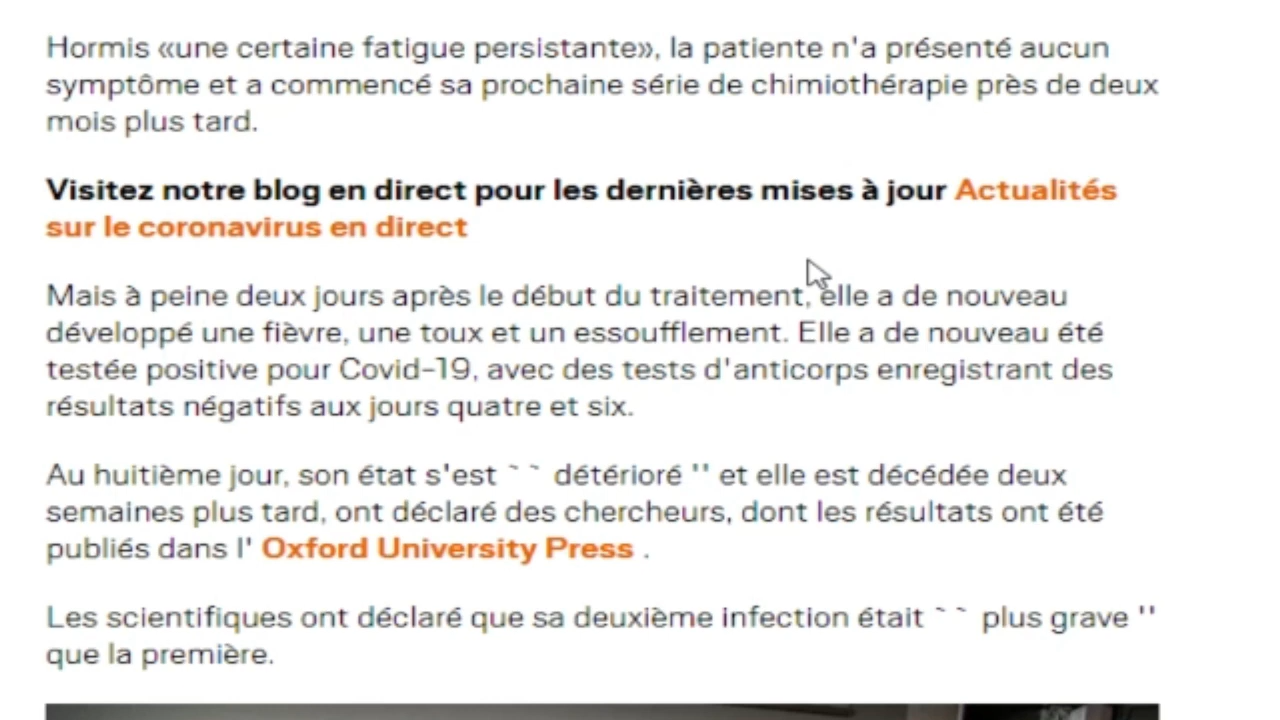 Hormis «une certaine fatigue persistante», la patiente n'a présenté aucun
symptôme et a commencé sa prochaine série de chimiothérapie près de deux
mois plus tard.
Visitez notre blog en direct pour les dernières mises à jour Actualités
sur le coronavirus en direct
Mais à peine deux jours après le début du traitement, elle a de nouveau
développé une fièvre, une toux et un essoufflement. Elle a de nouveau été
testée positive pour Covid-19, avec des tests d'anticorps enregistrant des
résultats négatifs aux jours quatre et six.
Au huitième jour, son état s'est `` détérioré '' et elle est décédée deux
semaines plus tard, ont déclaré des chercheurs, dont les résultats ont été
publiés dans l' Oxford University Press .
Les scientifiques ont déclaré que sa deuxième infection était `` plus grave ''
que la première.